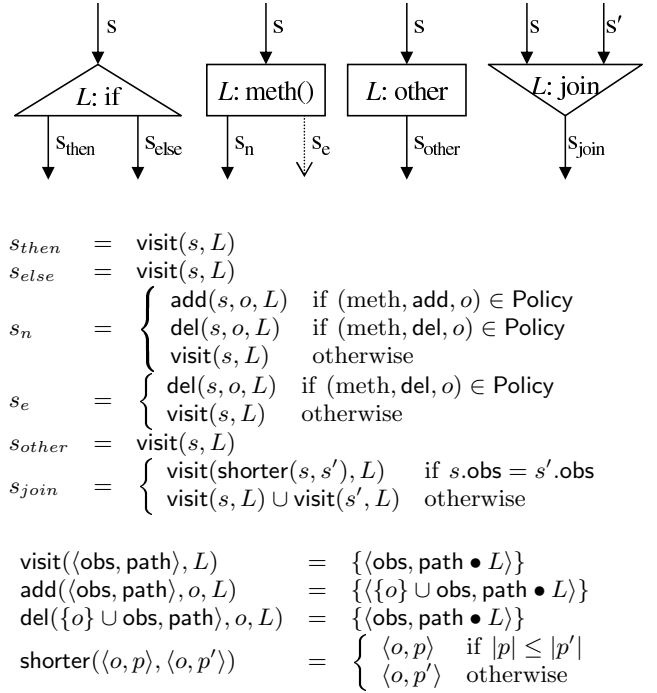 s s s s s′
L: if L: meth() L: other L: join
s_then s_else s_n s_e s_other s_join
s_then = visit(s, L)
s_else = visit(s, L)
s_n = { add(s, o, L) if (meth, add, o) ∈ Policy
del(s, o, L) if (meth, del, o) ∈ Policy
visit(s, L) otherwise
s_e = { del(s, o, L) if (meth, del, o) ∈ Policy
visit(s, L) otherwise
s_other = visit(s, L)
s_join = { visit(shorter(s, s′), L) if s.obs = s′.obs
visit(s, L) ∪ visit(s′, L) otherwise
visit(⟨obs, path⟩, L) = {⟨obs, path • L⟩}
add(⟨obs, path⟩, o, L) = {⟨{o} ∪ obs, path • L⟩}
del({o} ∪ obs, path⟩, o, L) = {⟨obs, path • L⟩}
shorter(⟨o, p⟩, ⟨o, p′⟩) = { ⟨o, p⟩ if |p| ≤ |p′|
⟨o, p′⟩ otherwise